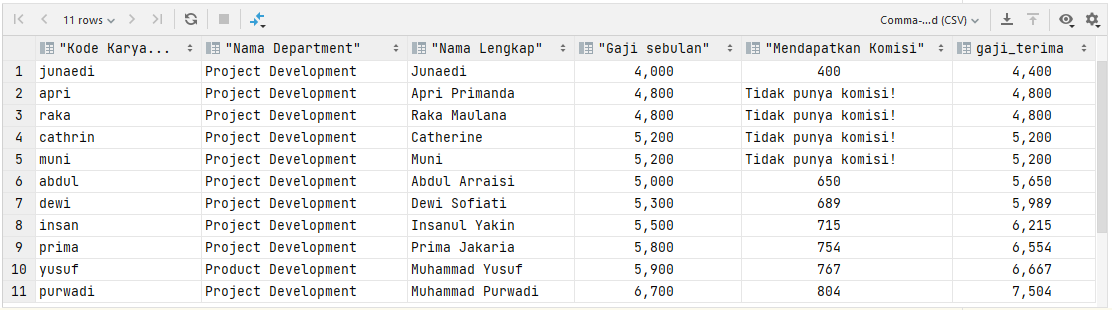 11 rows Comma-...d (CSV)
"Kode Karya... "Nama Department" "Nama Lengkap" "Gaji sebulan" "Mendapatkan Komisi" gaji_terima
1 junaedi Project Development Junaedi 4,000 400 4,400
2 apri Project Development Apri Primanda 4,800 Tidak punya komisi! 4,800
3 raka Project Development Raka Maulana 4,800 Tidak punya komisi! 4,800
4 cathrin Project Development Catherine 5,200 Tidak punya komisi! 5,200
5 muni Project Development Muni 5,200 Tidak punya komisi! 5,200
6 abdul Project Development Abdul Arraisi 5,000 650 5,650
7 dewi Project Development Dewi Sofiati 5,300 689 5,989
8 insan Project Development Insanul Yakin 5,500 715 6,215
9 prima Project Development Prima Jakaria 5,800 754 6,554
10 yusuf Product Development Muhammad Yusuf 5,900 767 6,667
11 purwadi Project Development Muhammad Purwadi 6,700 804 7,504